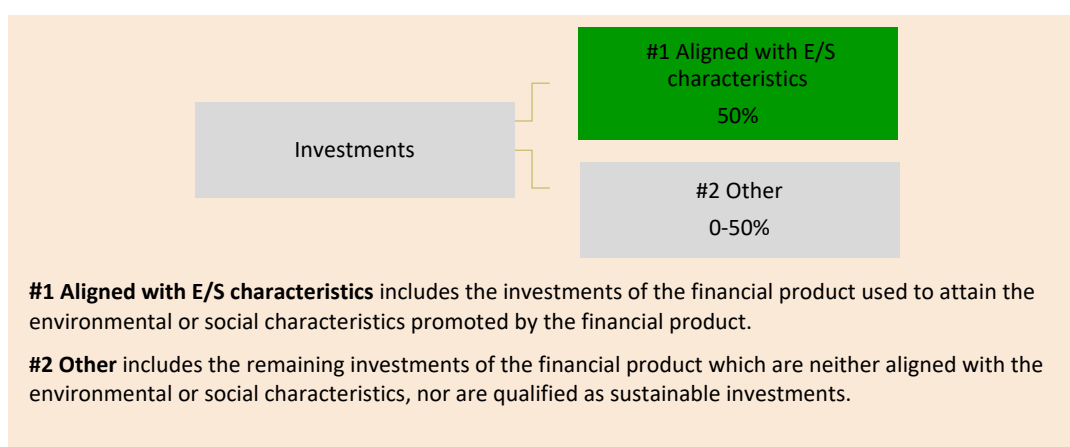 #1 Aligned with E/S
characteristics
50%
Investments
#2 Other
0-50%
#1 Aligned with E/S characteristics includes the investments of the financial product used to attain the
environmental or social characteristics promoted by the financial product.
#2 Other includes the remaining investments of the financial product which are neither aligned with the
environmental or social characteristics, nor are qualified as sustainable investments.